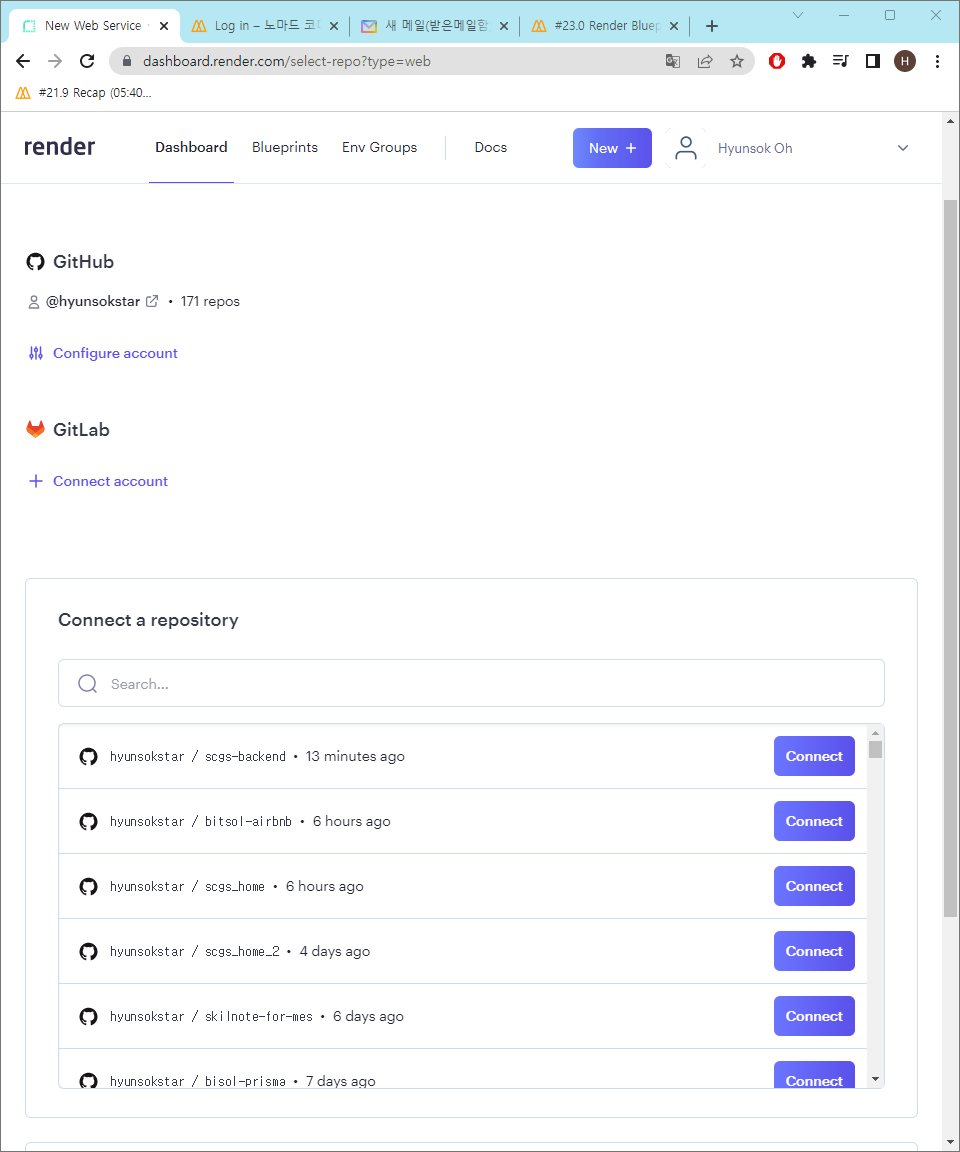 New Web Service
Log in – 노마드 코
새 메일(받은메일함
#23.0 Render Bluep
dashboard.render.com/select-repo?type=web
H
#21.9 Recap (05:40...
render
Dashboard
Blueprints
Env Groups
Docs
New +
Hyunsok Oh
GitHub
@hyunsokstar • 171 repos
Configure account
GitLab
Connect account
Connect a repository
Search...
hyunsokstar / scgs-backend • 13 minutes ago Connect
hyunsokstar / bitsol-airbnb • 6 hours ago Connect
hyunsokstar / scgs_home • 6 hours ago Connect
hyunsokstar / scgs_home_2 • 4 days ago Connect
hyunsokstar / skilnote-for-mes • 6 days ago Connect
hyunsokstar / bisol-prisma • 7 days ago Connect